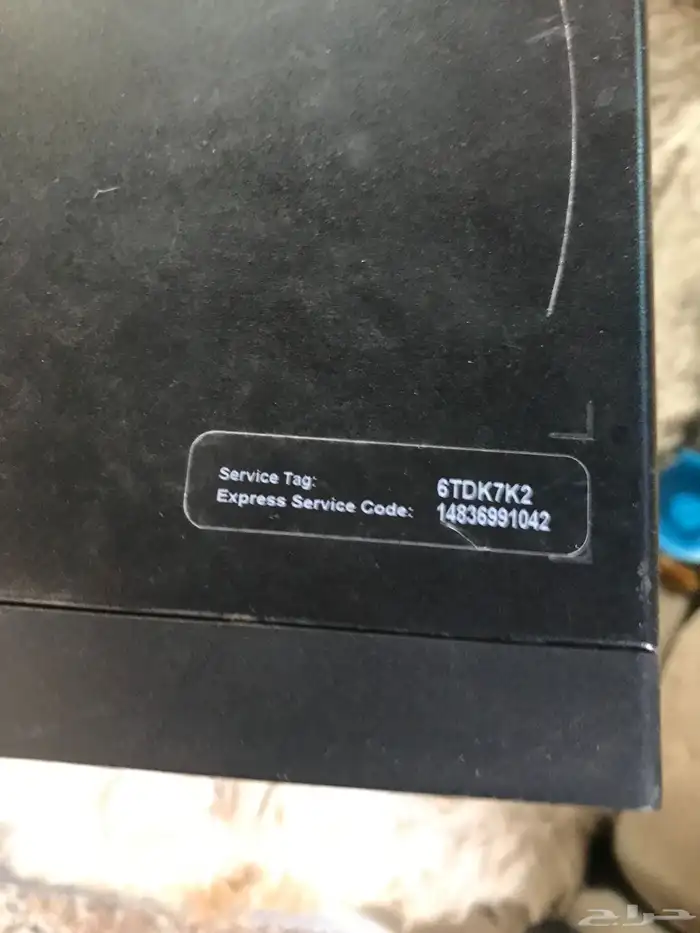 Service Tag: 6TDK7K2
Express Service Code: 14836991042
حراج